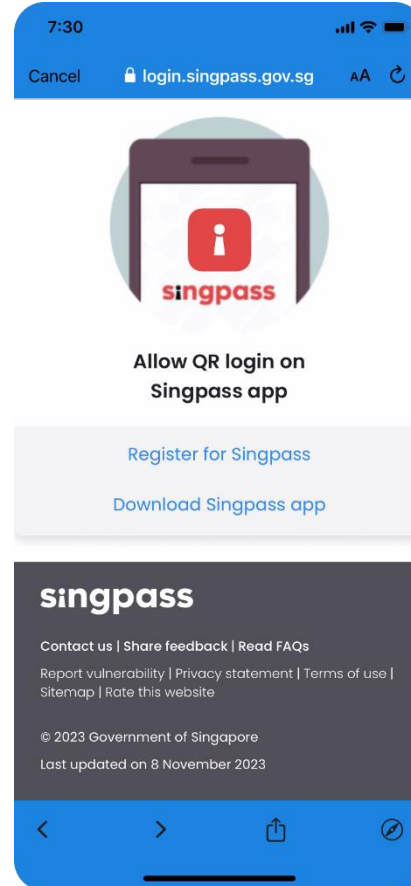 7:30
Cancel login.singpass.gov.sg AA
singpass
Allow QR login on
Singpass app
Register for Singpass
Download Singpass app
singpass
Contact us | Share feedback | Read FAQs
Report vulnerability | Privacy statement | Terms of use |
Sitemap | Rate this website
© 2023 Government of Singapore
Last updated on 8 November 2023